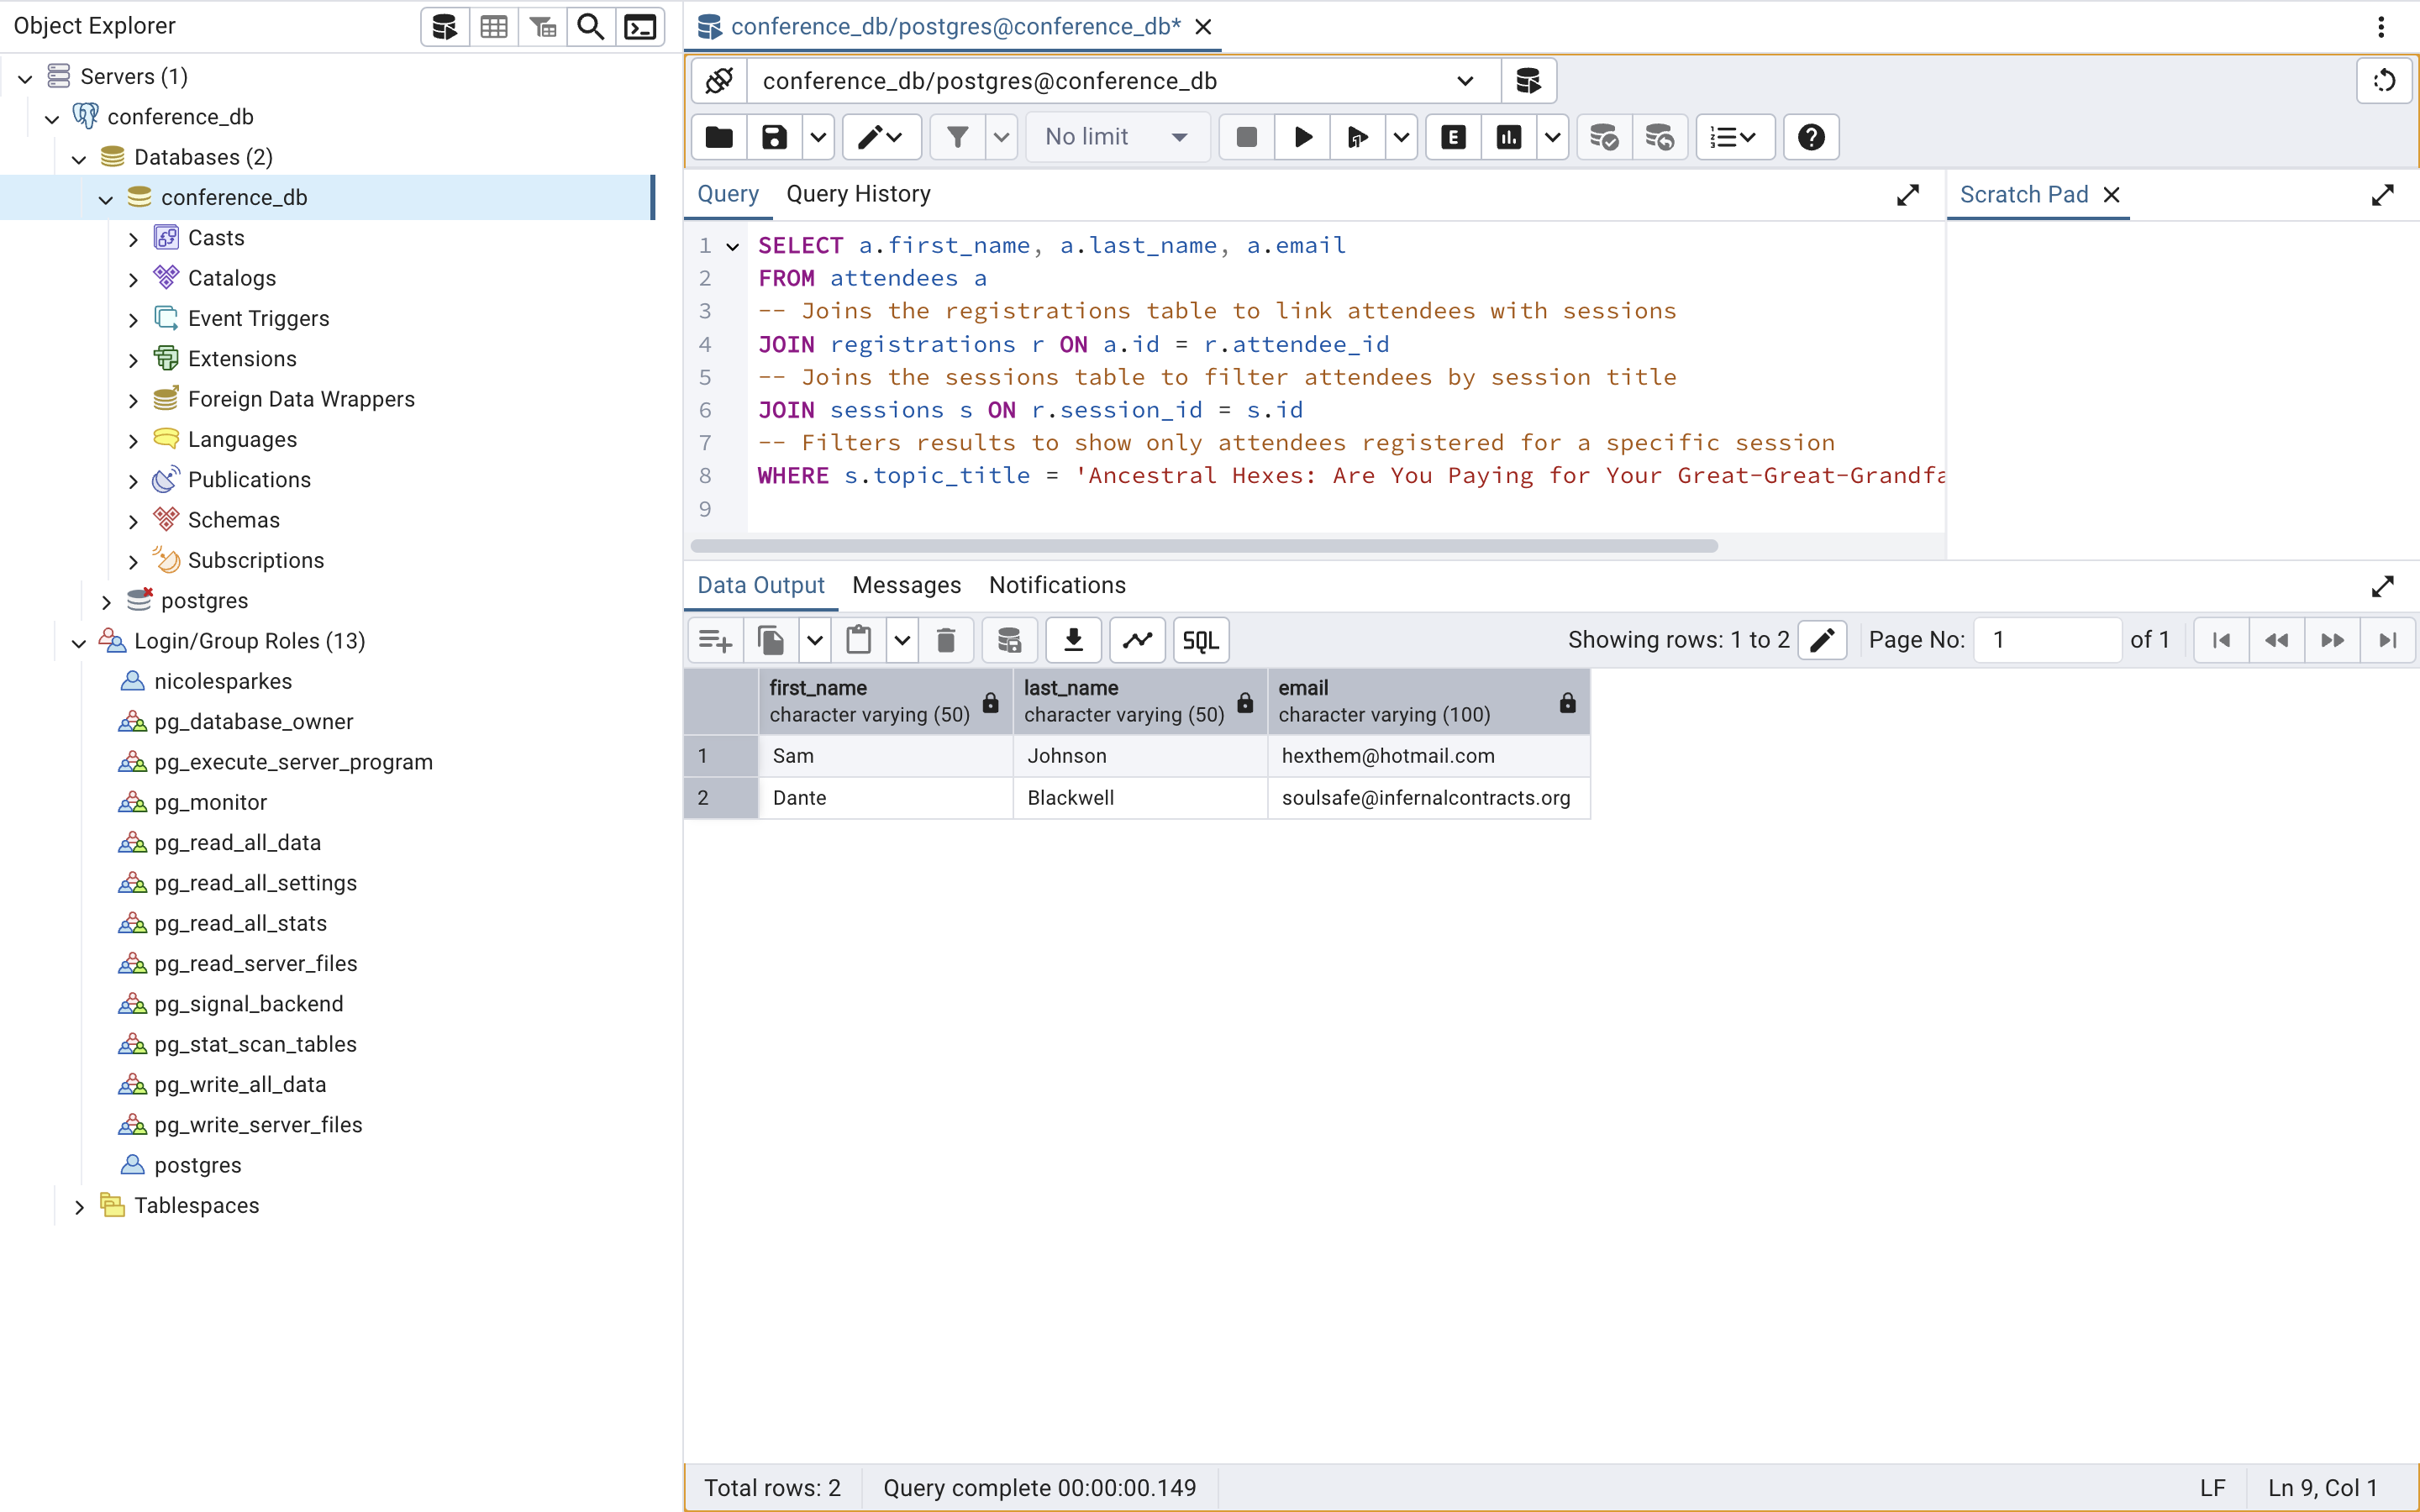 Object Explorer
Servers (1)
conference_db
Databases (2)
conference_db
Casts
Catalogs
Event Triggers
Extensions
Foreign Data Wrappers
Languages
Publications
Schemas
Subscriptions
postgres
Login/Group Roles (13)
nicolesparkes
pg_database_owner
pg_execute_server_program
pg_monitor
pg_read_all_data
pg_read_all_settings
pg_read_all_stats
pg_read_server_files
pg_signal_backend
pg_stat_scan_tables
pg_write_all_data
pg_write_server_files
postgres
Tablespaces
conference_db/postgres@conference_db*
conference_db/postgres@conference_db
No limit E
Query Query History
1 SELECT a.first_name, a.last_name, a.email
2 FROM attendees a
3 -- Joins the registrations table to link attendees with sessions
4 JOIN registrations r ON a.id = r.attendee_id
5 -- Joins the sessions table to filter attendees by session title
6 JOIN sessions s ON r.session_id = s.id
7 -- Filters results to show only attendees registered for a specific session
8 WHERE s.topic_title = 'Ancestral Hexes: Are You Paying for Your Great-Great-Grandfa
9
Scratch Pad
Data Output Messages Notifications
SQL Showing rows: 1 to 2 Page No: 1 of 1
first_name last_name email
character varying (50) character varying (50) character varying (100)
1 Sam Johnson hexthem@hotmail.com
2 Dante Blackwell soulsafe@infernalcontracts.org
Total rows: 2 Query complete 00:00:00.149 LF Ln 9, Col 1